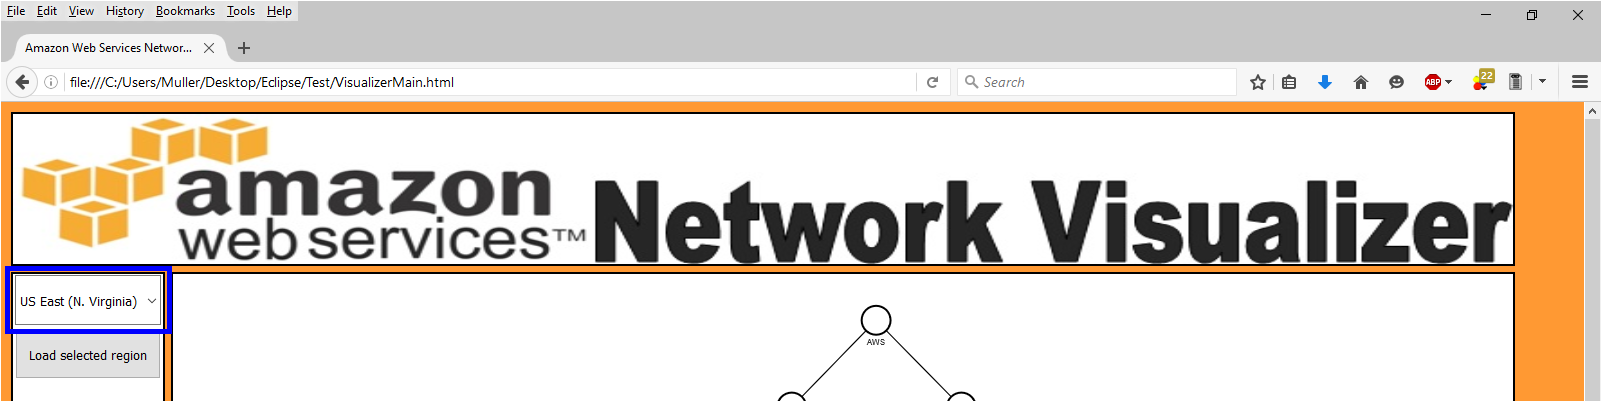 File Edit View History Bookmarks Tools Help
Amazon Web Services Networ...
file:///C:/Users/Muller/Desktop/Eclipse/Test/VisualizerMain.html
Search
ABP
22
amazon
web services™
Network Visualizer
US East (N. Virginia)
Load selected region
AWS